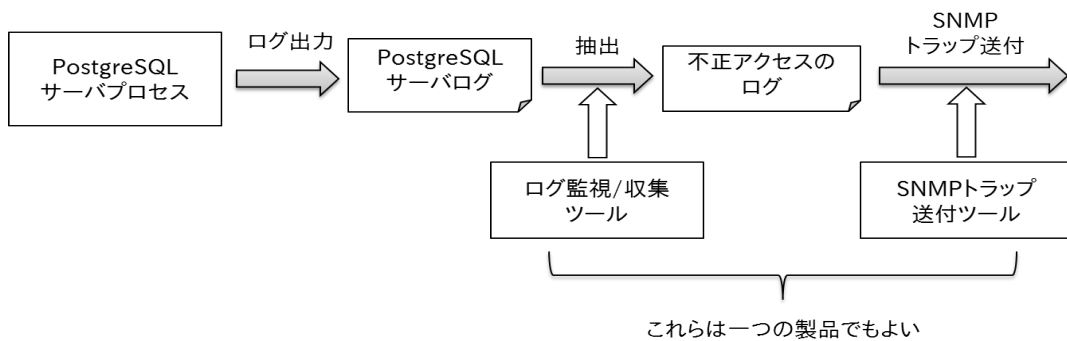 PostgreSQL
サーバプロセス
ログ出力
PostgreSQL
サーバログ
抽出
不正アクセスの
ログ
SNMP
トラップ送付
ログ監視/収集
ツール
SNMPトラップ
送付ツール
これらは一つの製品でもよい